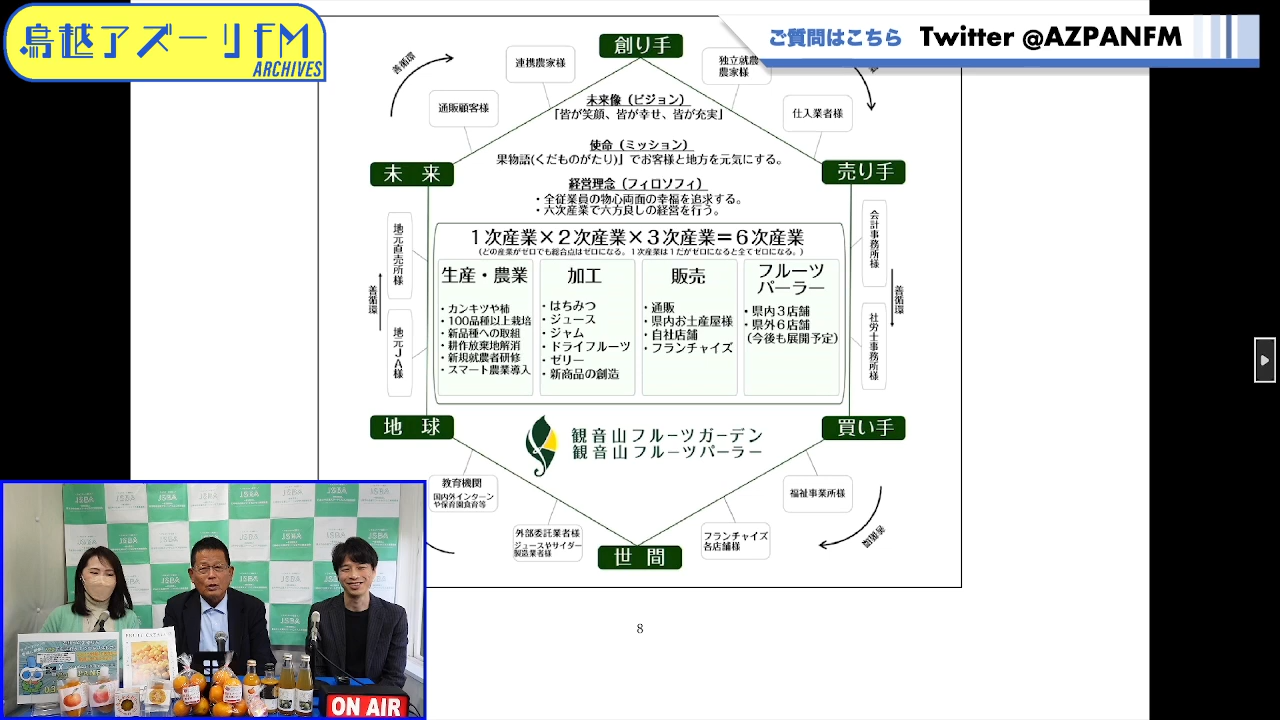 鳥越アズーリFM
ARCHIVES
ご質問はこちら Twitter @AZPANFM
創り手
善循環
連携農家様
独立就農
農家様
通販顧客様
仕入業者様
未来像（ビジョン）
「皆が笑顔、皆が幸せ、皆が充実」
使命（ミッション）
果物語(くだものがたり)」でお客様と地方を元気にする。
未 来
売り手
経営理念（フィロソフィ）
・全従業員の物心両面の幸福を追求する。
・六次産業で六方良しの経営を行う。
地元直売所様
会計事務所様
善循環
善循環
地元ＪＡ様
社労士事務所様
１次産業×２次産業×３次産業＝６次産業
(どの産業がゼロでも総合点はゼロになる。１次産業は１だがゼロになると全てゼロになる。)
生産・農業
・カンキツや柿
・100品種以上栽培
・新品種への取組
・耕作放棄地解消
・新規就農者研修
・スマート農業導入
加工
・はちみつ
・ジュース
・ジャム
・ドライフルーツ
・ゼリー
・新商品の創造
販売
・通販
・県内お土産屋様
・自社店舗
・フランチャイズ
フルーツ
パーラー
・県内３店舗
・県外６店舗
(今後も展開予定)
地 球
買い手
観音山フルーツガーデン
観音山フルーツパーラー
教育機関
国内外インターン
や保育園食育等
福祉事業所様
外部委託業者様
ジュースやサイダー
製造業者様
フランチャイズ
各店舗様
善循環
世 間
8
JSBA
ON AIR